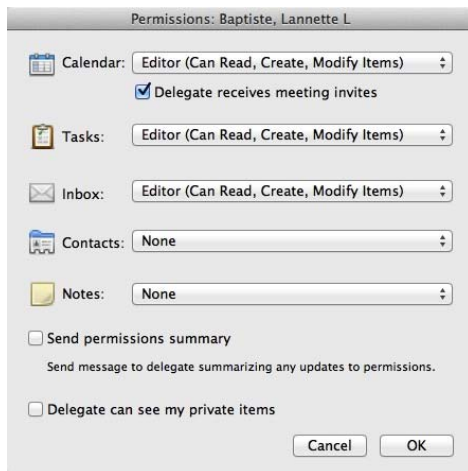 Permissions: Baptiste, Lannette L
Calendar: Editor (Can Read, Create, Modify Items)
Delegate receives meeting invites
Tasks: Editor (Can Read, Create, Modify Items)
Inbox: Editor (Can Read, Create, Modify Items)
Contacts: None
Notes: None
Send permissions summary
Send message to delegate summarizing any updates to permissions.
Delegate can see my private items
Cancel OK